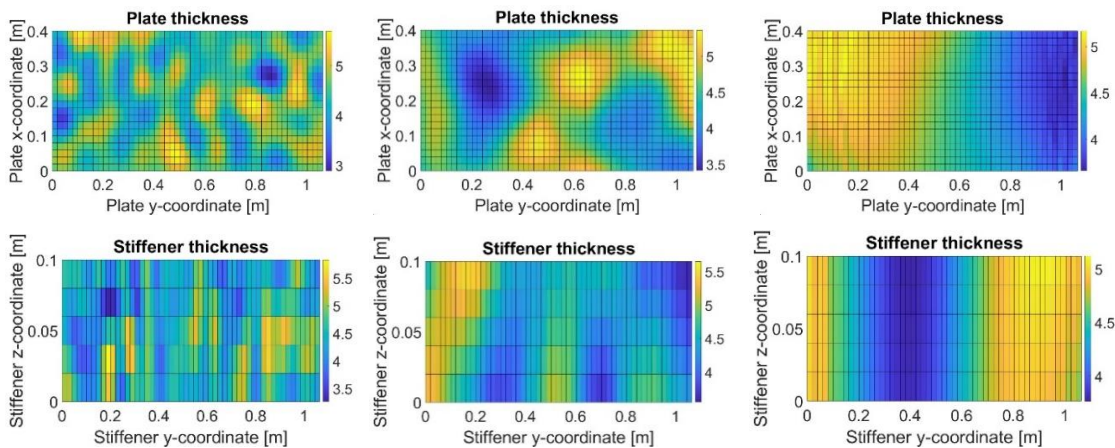 Plate thickness
Plate x-coordinate [m]
0.4
0.3
0.2
0.1
0
0 0.2 0.4 0.6 0.8 1
Plate y-coordinate [m]
5
4
3
Plate thickness
Plate x-coordinate [m]
0.4
0.3
0.2
0.1
0
0 0.2 0.4 0.6 0.8 1
Plate y-coordinate [m]
5
4.5
4
3.5
Plate thickness
Plate x-coordinate [m]
0.4
0.3
0.2
0.1
0
0 0.2 0.4 0.6 0.8 1
Plate y-coordinate [m]
5
4.5
4
Stiffener thickness
Stiffener z-coordinate [m]
0.1
0.05
0
0 0.2 0.4 0.6 0.8 1
Stiffener y-coordinate [m]
5.5
5
4.5
4
3.5
Stiffener thickness
Stiffener z-coordinate [m]
0.1
0.05
0
0 0.2 0.4 0.6 0.8 1
Stiffener y-coordinate [m]
5.5
5
4.5
4
Stiffener thickness
Stiffener z-coordinate [m]
0.1
0.05
0
0 0.2 0.4 0.6 0.8 1
Stiffener y-coordinate [m]
5
4.5
4